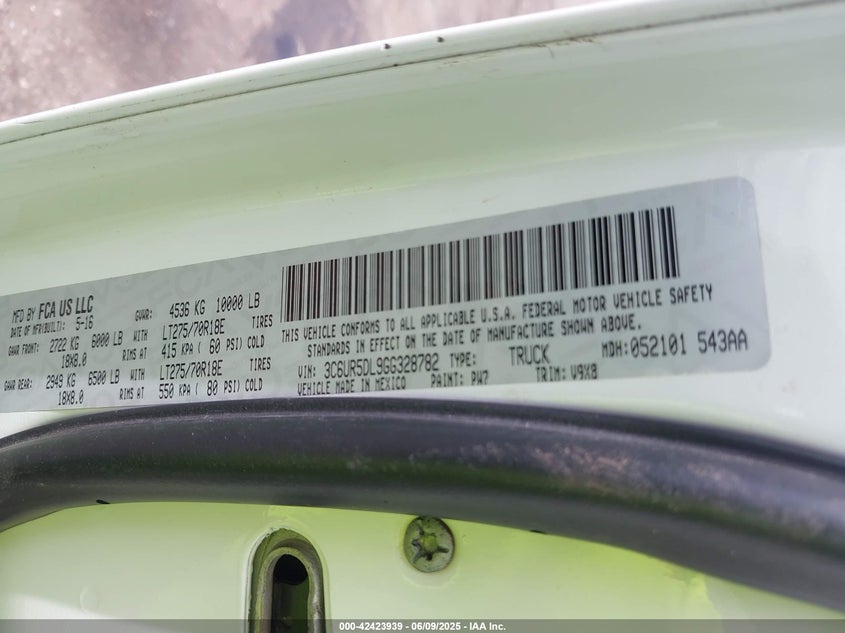 MFD BY FCA US LLC
DATE OF MFR(BUILT): 5-16
GVWR: 4536 KG 10000 LB
GAWR FRONT: 2722 KG 6000 LB WITH LT275/70R18E TIRES
18X8.0 RIMS AT 415 KPA ( 60 PSI) COLD
GAWR REAR: 2949 KG 6500 LB WITH LT275/70R18E TIRES
18X8.0 RIMS AT 550 KPA ( 80 PSI) COLD
THIS VEHICLE CONFORMS TO ALL APPLICABLE U.S.A. FEDERAL MOTOR VEHICLE SAFETY
STANDARDS IN EFFECT ON THE DATE OF MANUFACTURE SHOWN ABOVE.
VIN: 3C6UR5DL9GG328782 TYPE: TRUCK MDH: 052101 543AA
VEHICLE MADE IN MEXICO PAINT: PW7 TRIM: V9X8
000-42423939 - 06/09/2025 - IAA Inc.